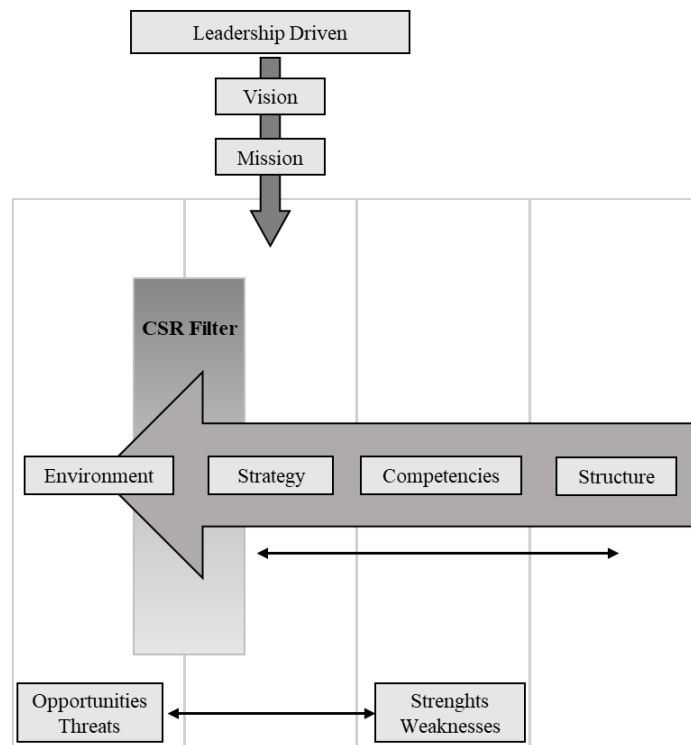 Leadership Driven
Vision
Mission
CSR Filter
Environment
Strategy
Competencies
Structure
Opportunities
Threats
Strenghts
Weaknesses